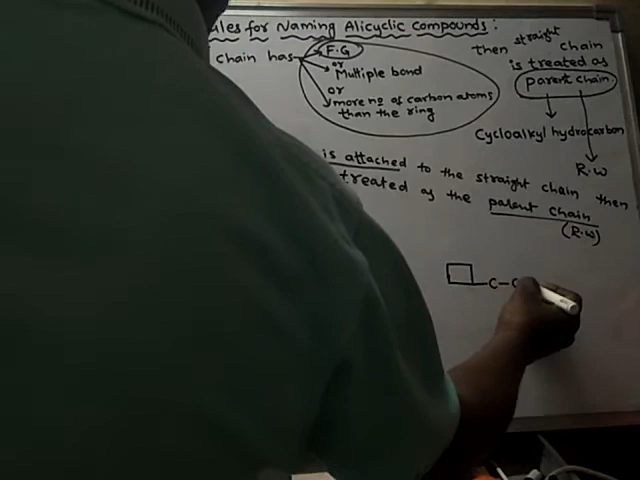 ules for Naming Alicyclic Compounds:
chain has F.G then straight chain
or is treated as
Multiple bond parent chain
or
more no of carbon atoms
than the ring
Cycloalkyl hydrocarbon
R.W
is attached to the straight chain then
treated as the parent chain
(R.W)
C-C